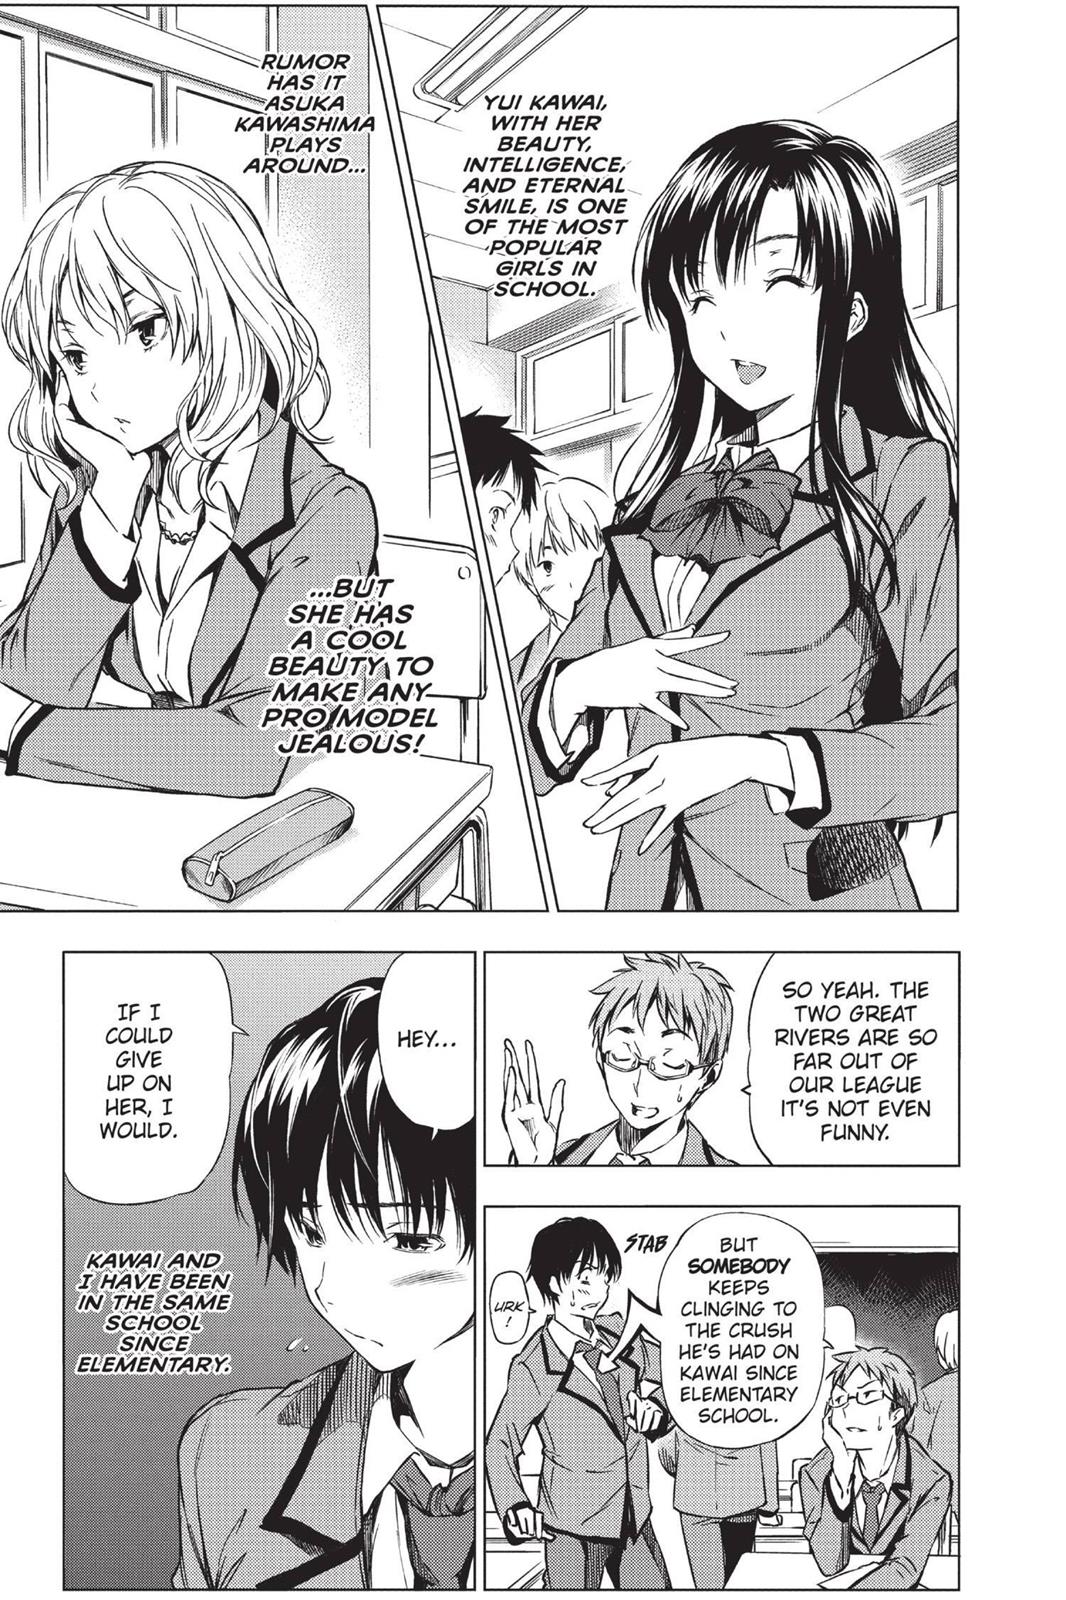 YUI KAWAI,
WITH HER
BEAUTY,
INTELLIGENCE,
AND ETERNAL
SMILE, IS ONE
OF THE MOST
POPULAR
GIRLS IN
SCHOOL.
RUMOR
HAS IT
ASUKA
KAWASHIMA
PLAYS
AROUND...
...BUT
SHE HAS
A COOL
BEAUTY TO
MAKE ANY
PRO MODEL
JEALOUS!
SO YEAH. THE
TWO GREAT
RIVERS ARE SO
FAR OUT OF
OUR LEAGUE
IT'S NOT EVEN
FUNNY.
BUT
SOMEBODY
KEEPS
CLINGING TO
THE CRUSH
HE'S HAD ON
KAWAI SINCE
ELEMENTARY
SCHOOL.
STAB
URK
!
HEY...
IF I
COULD
GIVE
UP ON
HER, I
WOULD.
KAWAI AND
I HAVE BEEN
IN THE SAME
SCHOOL
SINCE
ELEMENTARY.